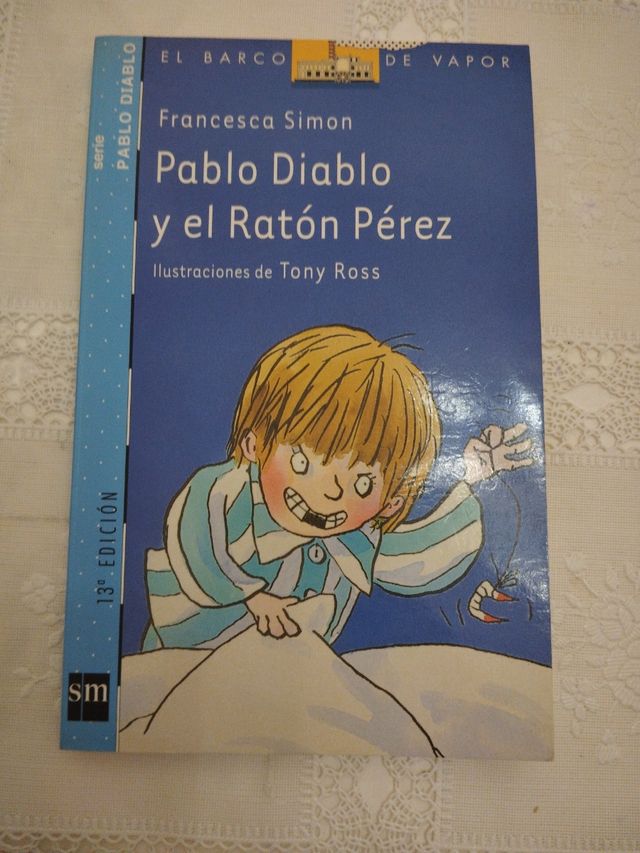 EL BARCO DE VAPOR
Francesca Simon
Pablo Diablo
y el Ratón Pérez
Ilustraciones de Tony Ross
serie
PABLO DIABLO
13ª EDICIÓN
sm